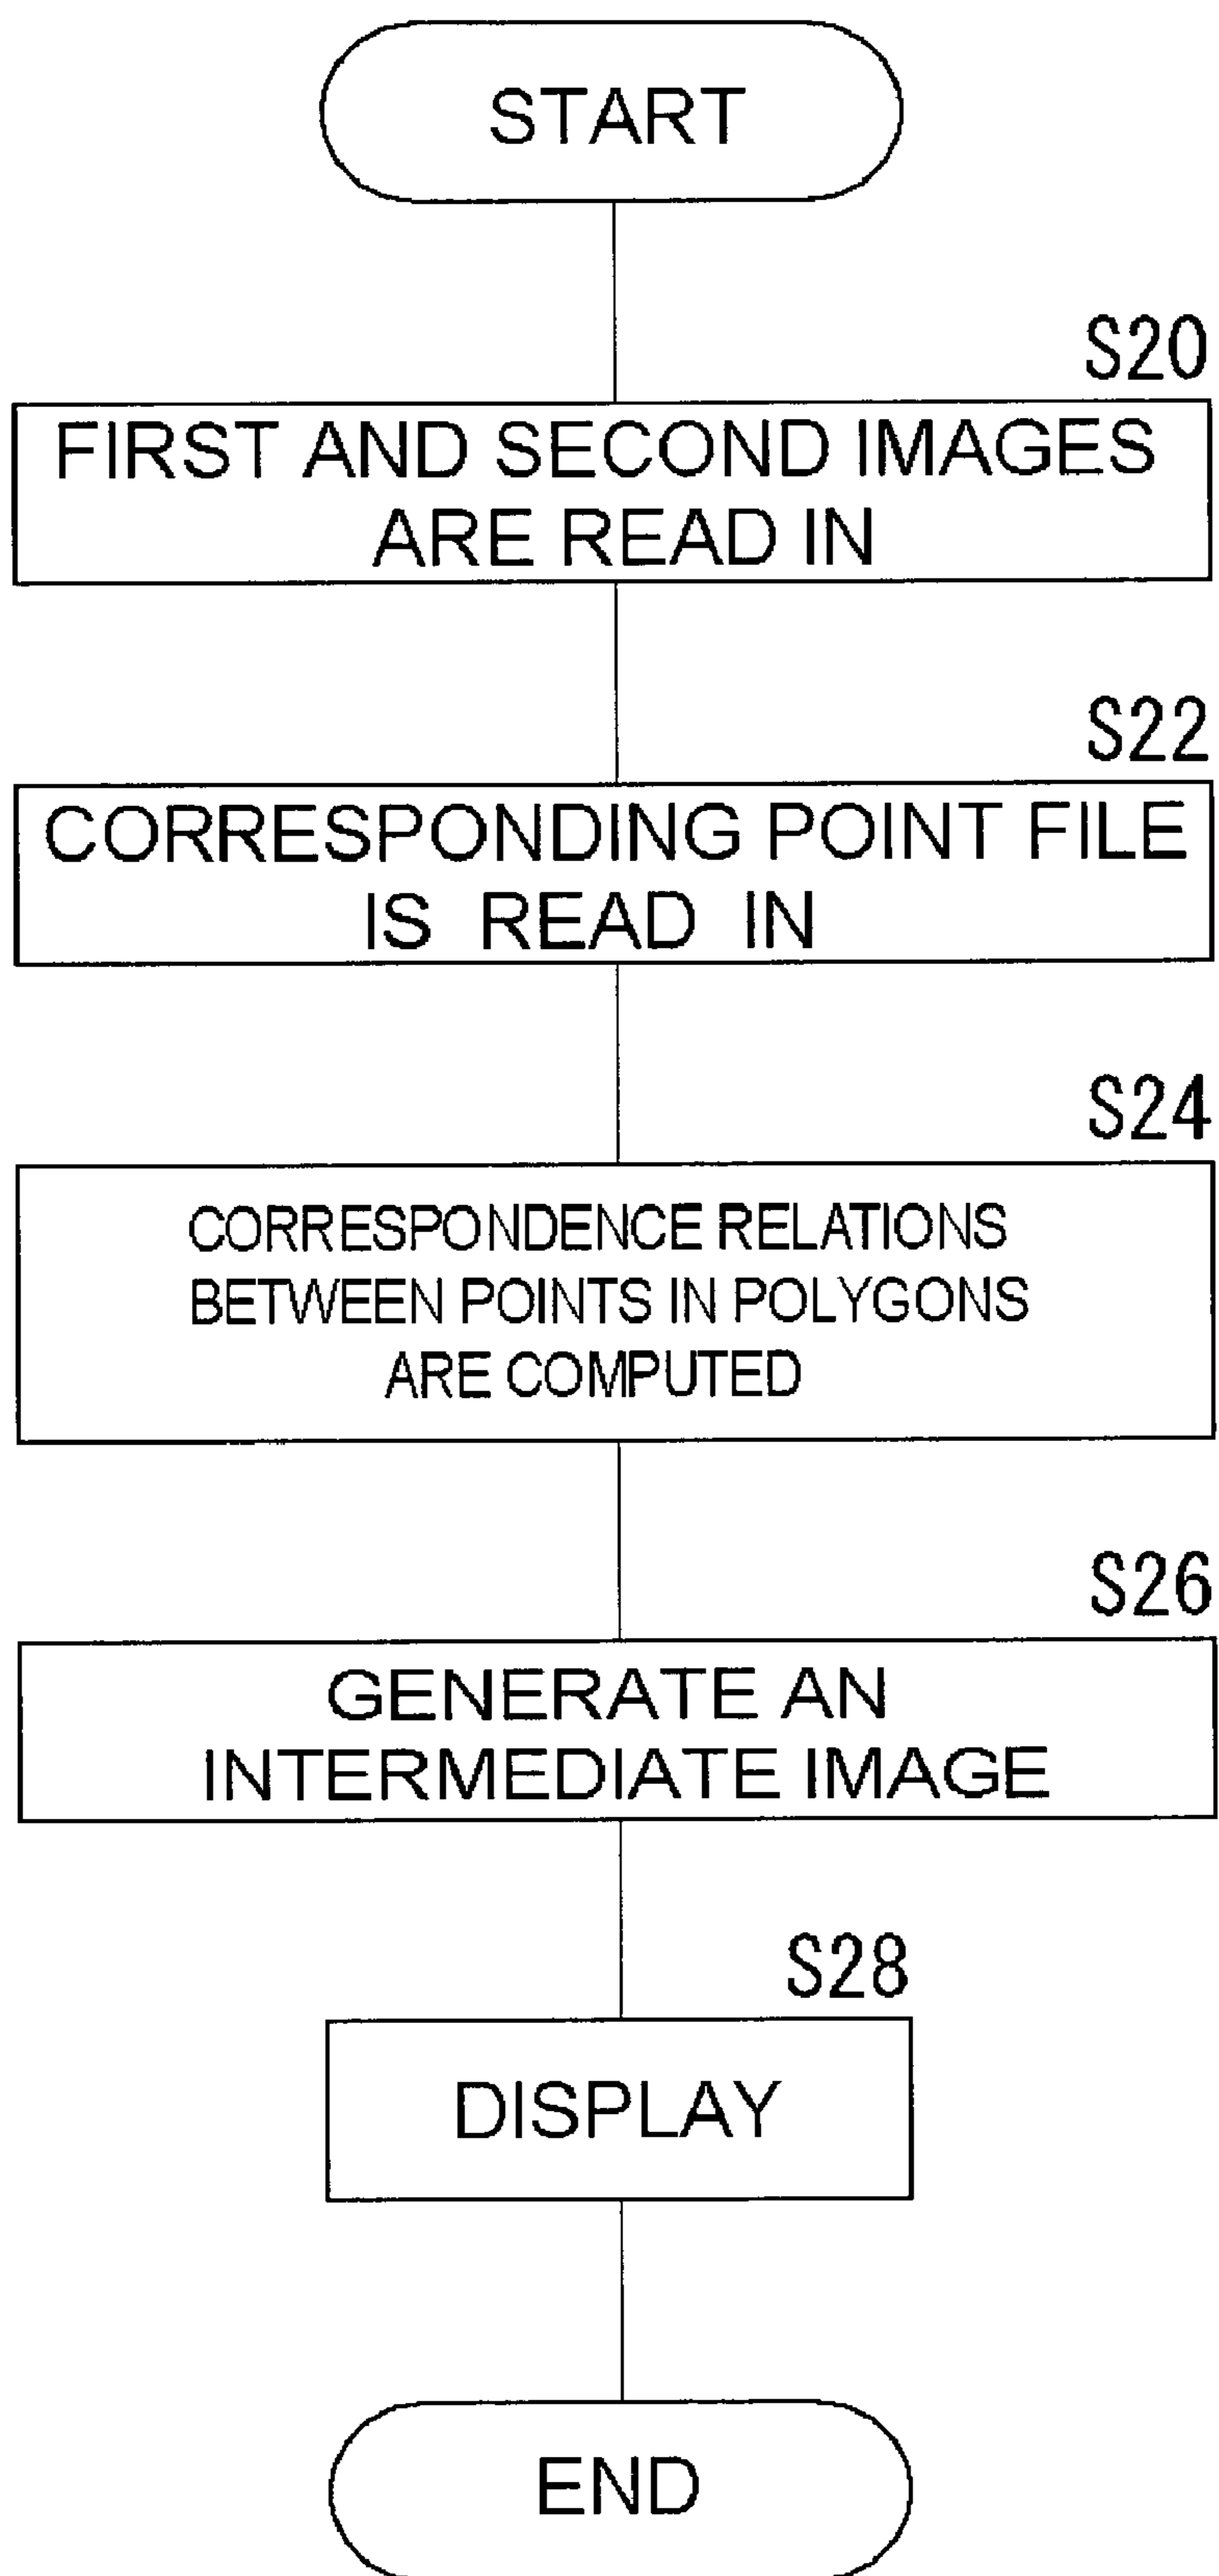 START
S20
FIRST AND SECOND IMAGES
ARE READ IN
S22
CORRESPONDING POINT FILE
IS READ IN
S24
CORRESPONDENCE RELATIONS
BETWEEN POINTS IN POLYGONS
ARE COMPUTED
S26
GENERATE AN
INTERMEDIATE IMAGE
S28
DISPLAY
END